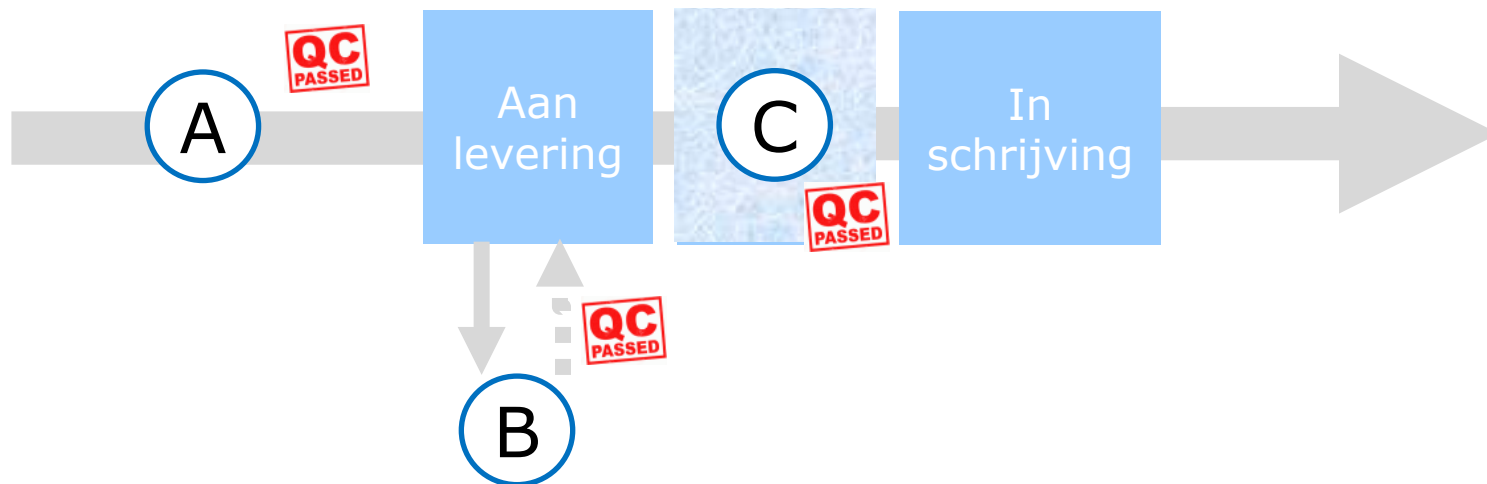 QC
PASSED
A
Aan
levering
C
QC
PASSED
In
schrijving
QC
PASSED
B